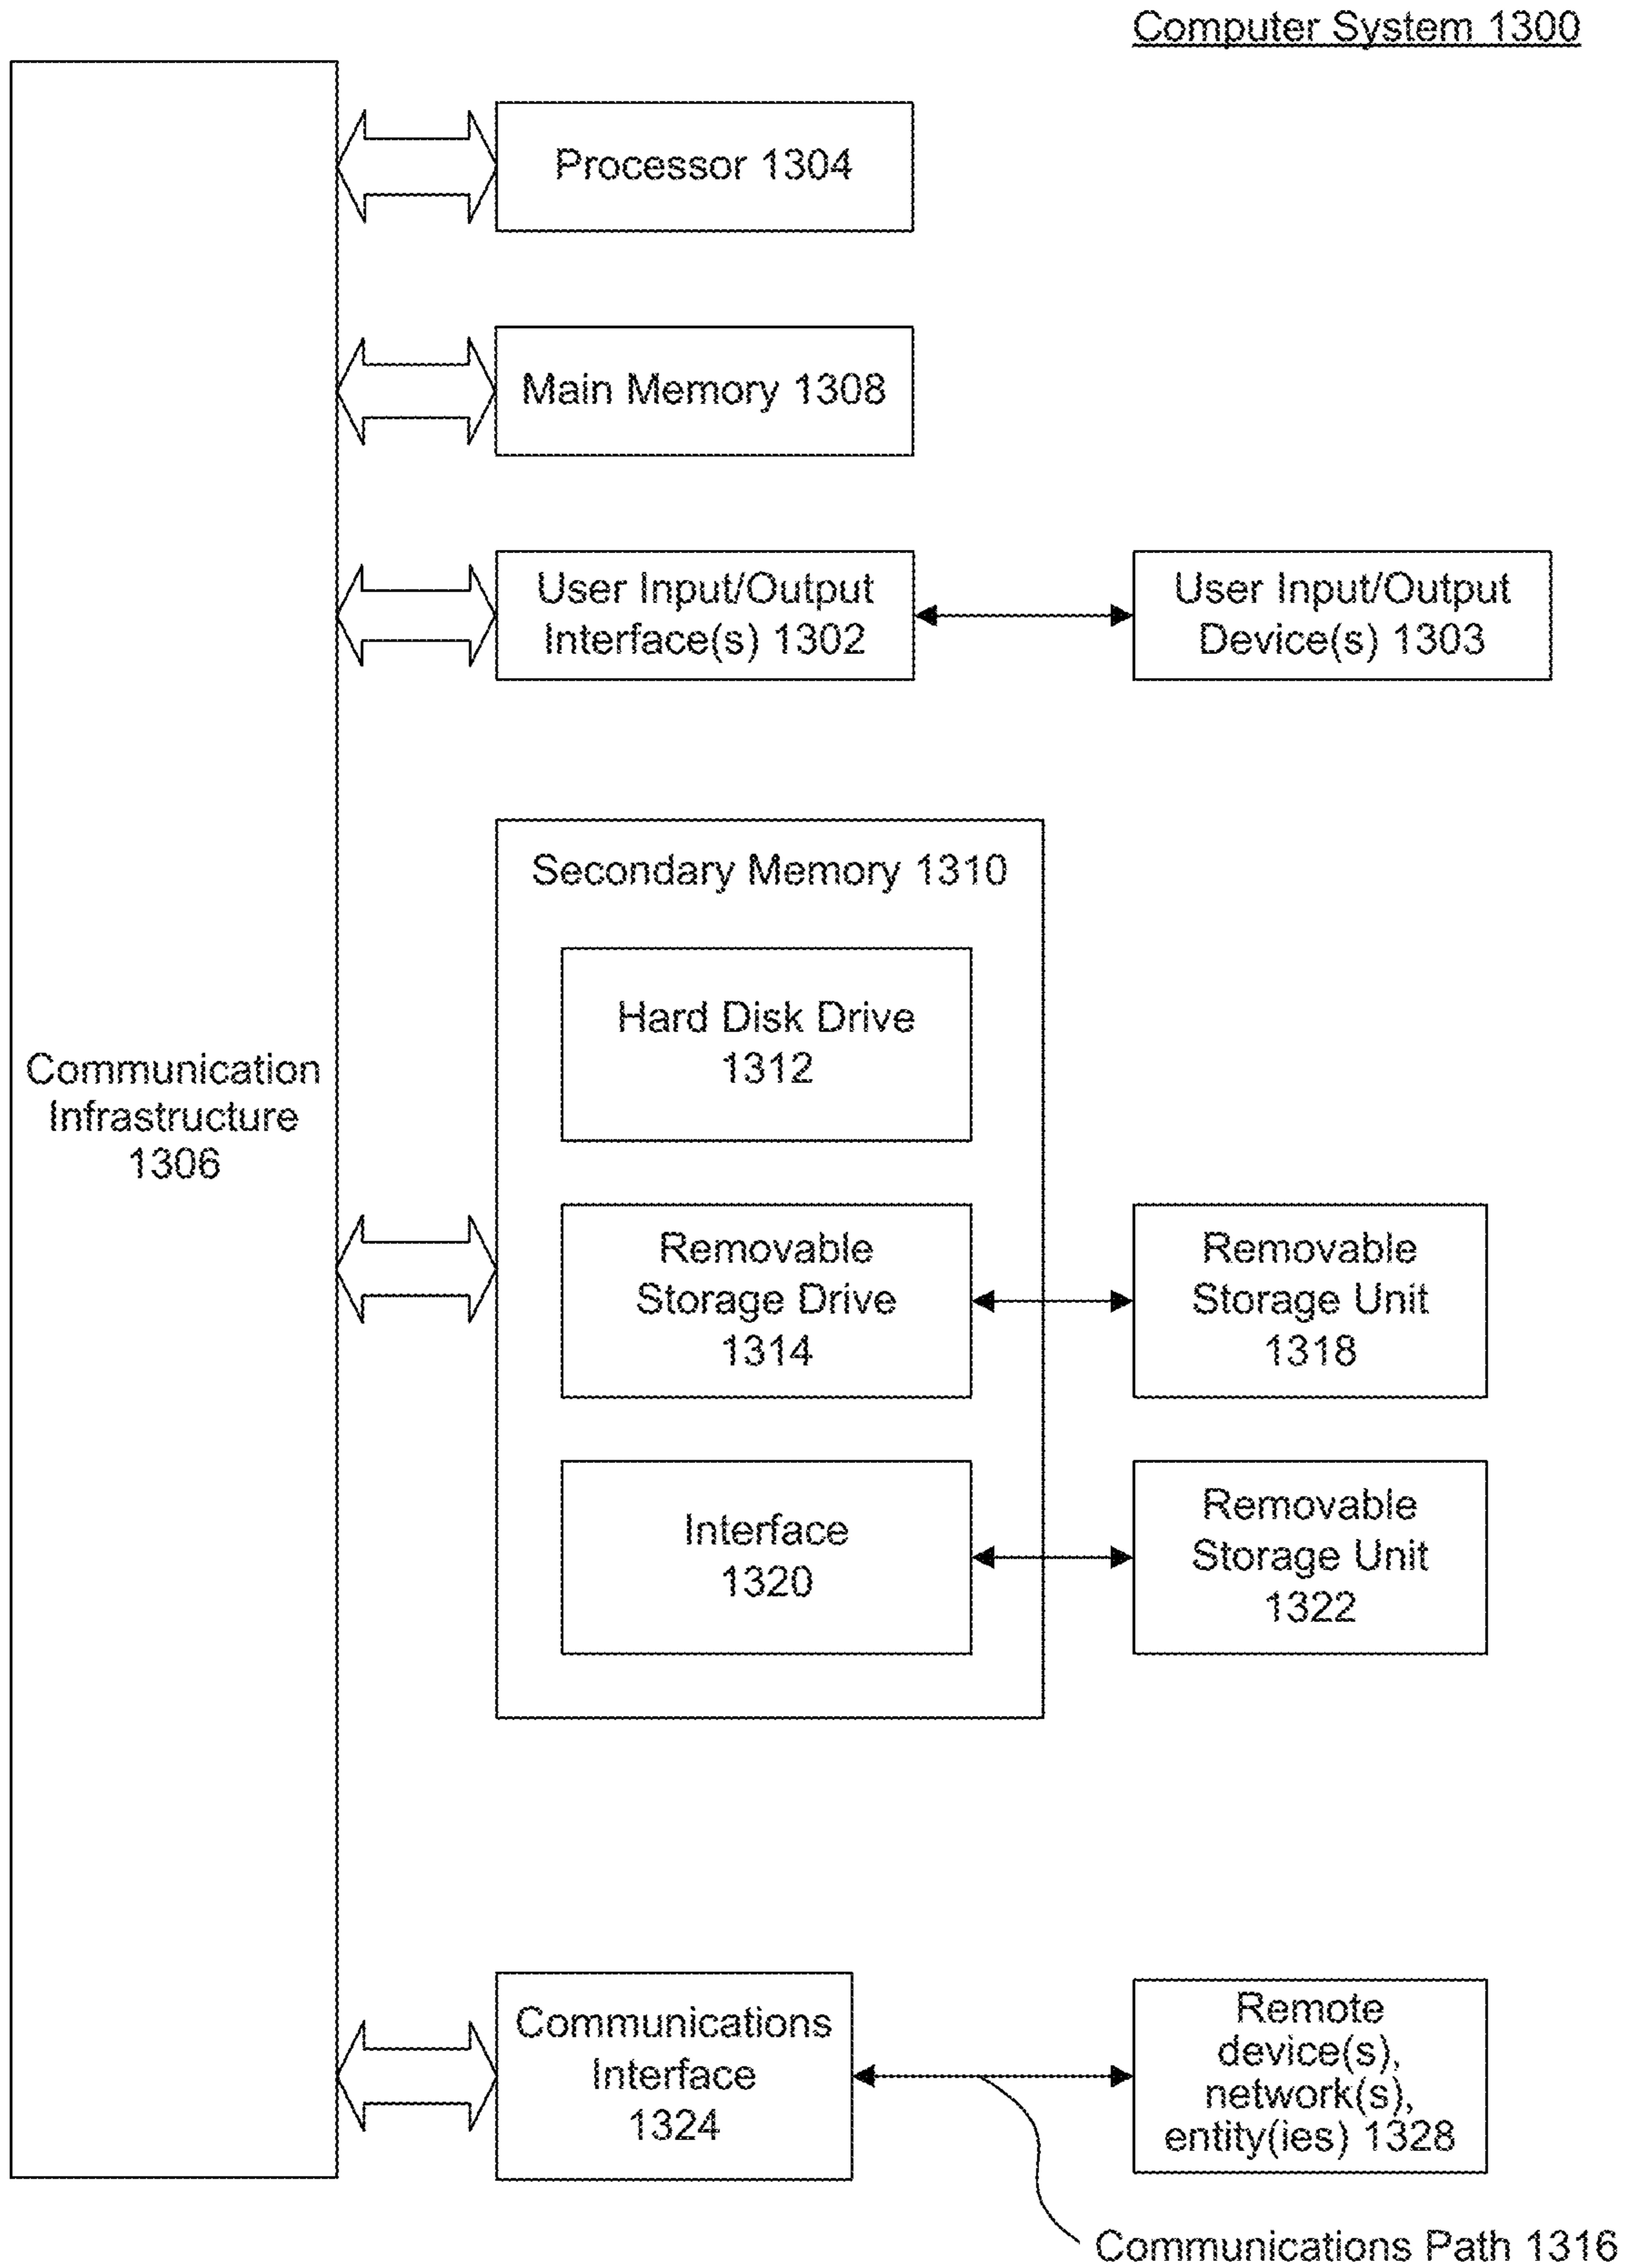 Computer System 1300
Processor 1304
Main Memory 1308
User Input/Output
Interface(s) 1302
User Input/Output
Device(s) 1303
Secondary Memory 1310
Hard Disk Drive
1312
Communication
Infrastructure
1306
Removable
Storage Drive
1314
Removable
Storage Unit
1318
Interface
1320
Removable
Storage Unit
1322
Communications
Interface
1324
Remote
device(s),
network(s),
entity(ies) 1328
Communications Path 1316